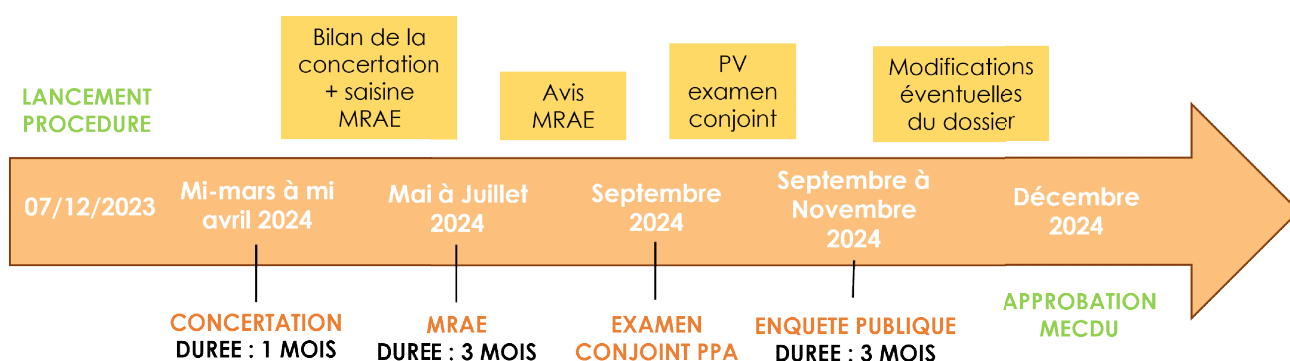 LANCEMENT
PROCEDURE
Bilan de la
concertation
+ saisine
MRAE
Avis
MRAE
PV
examen
conjoint
Modifications
éventuelles
du dossier
07/12/2023
Mi-mars à mi
avril 2024
Mai à Juillet
2024
Septembre
2024
Septembre à
Novembre
2024
Décembre
2024
CONCERTATION
DUREE : 1 MOIS
MRAE
DUREE : 3 MOIS
EXAMEN
CONJOINT PPA
ENQUETE PUBLIQUE
DUREE : 3 MOIS
APPROBATION
MECDU